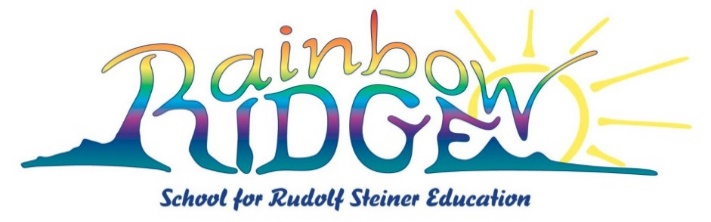 Rainbow
RIDGE
School for Rudolf Steiner Education